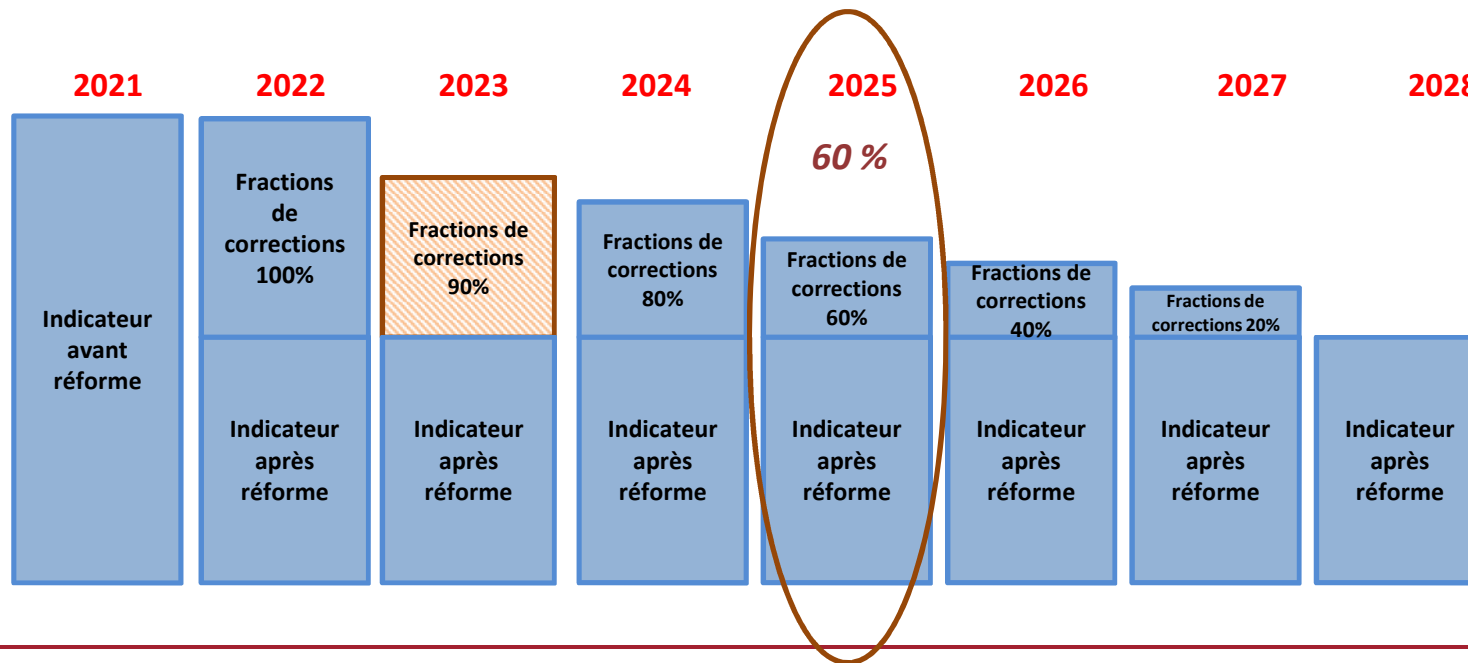 2021
2022
2023
2024
2025
2026
2027
2028
60 %
Indicateur
avant
réforme
Fractions
de
corrections
100%
Indicateur
après
réforme
Fractions de
corrections
90%
Indicateur
après
réforme
Fractions de
corrections
80%
Indicateur
après
réforme
Fractions de
corrections
60%
Indicateur
après
réforme
Fractions de
corrections
40%
Indicateur
après
réforme
Fractions de
corrections 20%
Indicateur
après
réforme
Indicateur
après
réforme